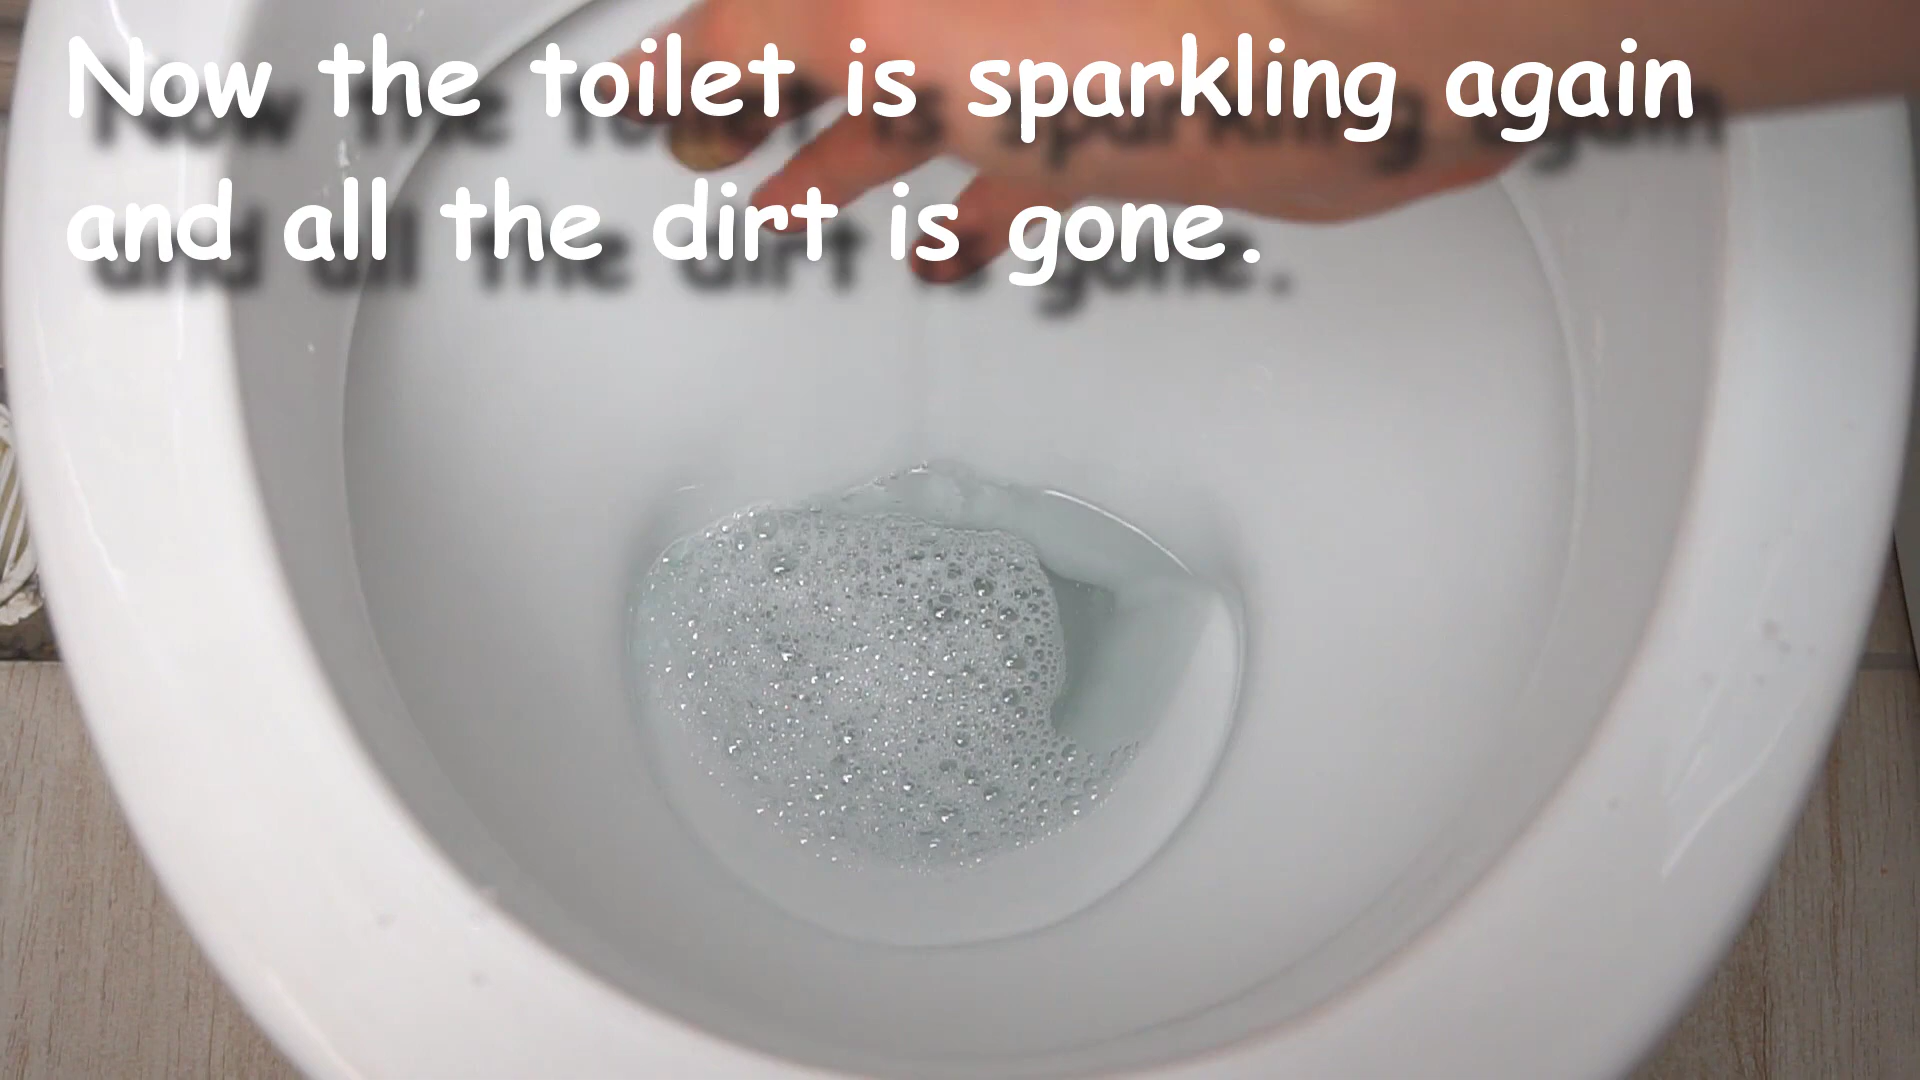 Now the toilet is sparkling again
and all the dirt is gone.